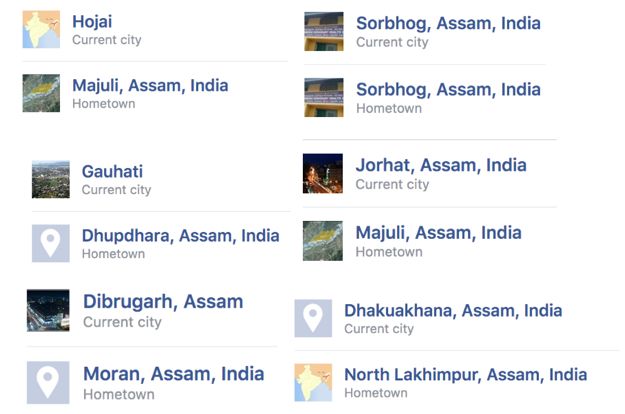 Hojai
Current city
Majuli, Assam, India
Hometown
Gauhati
Current city
Dhupdhara, Assam, India
Hometown
Dibrugarh, Assam
Current city
Moran, Assam, India
Hometown
Sorbhog, Assam, India
Current city
Sorbhog, Assam, India
Hometown
Jorhat, Assam, India
Current city
Majuli, Assam, India
Hometown
Dhakuakhana, Assam, India
Current city
North Lakhimpur, Assam, India
Hometown